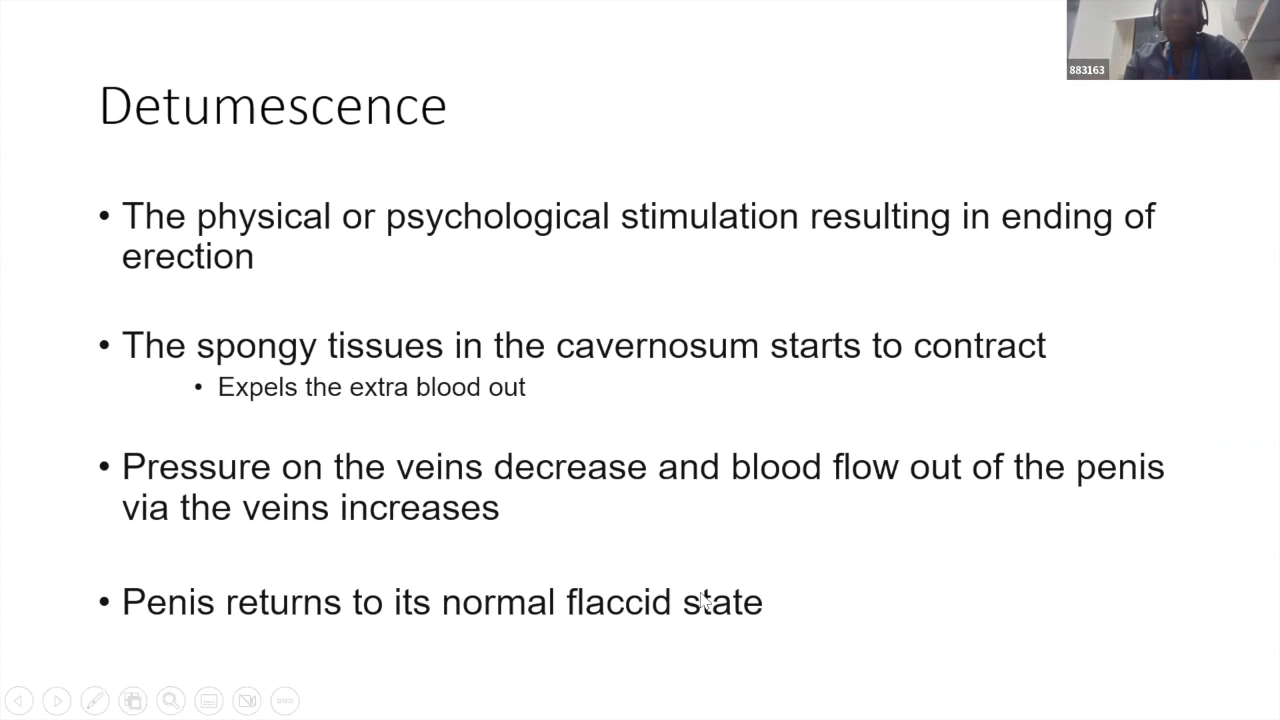 883163
Detumescence
• The physical or psychological stimulation resulting in ending of
erection
• The spongy tissues in the cavernosum starts to contract
• Expels the extra blood out
• Pressure on the veins decrease and blood flow out of the penis
via the veins increases
• Penis returns to its normal flaccid state